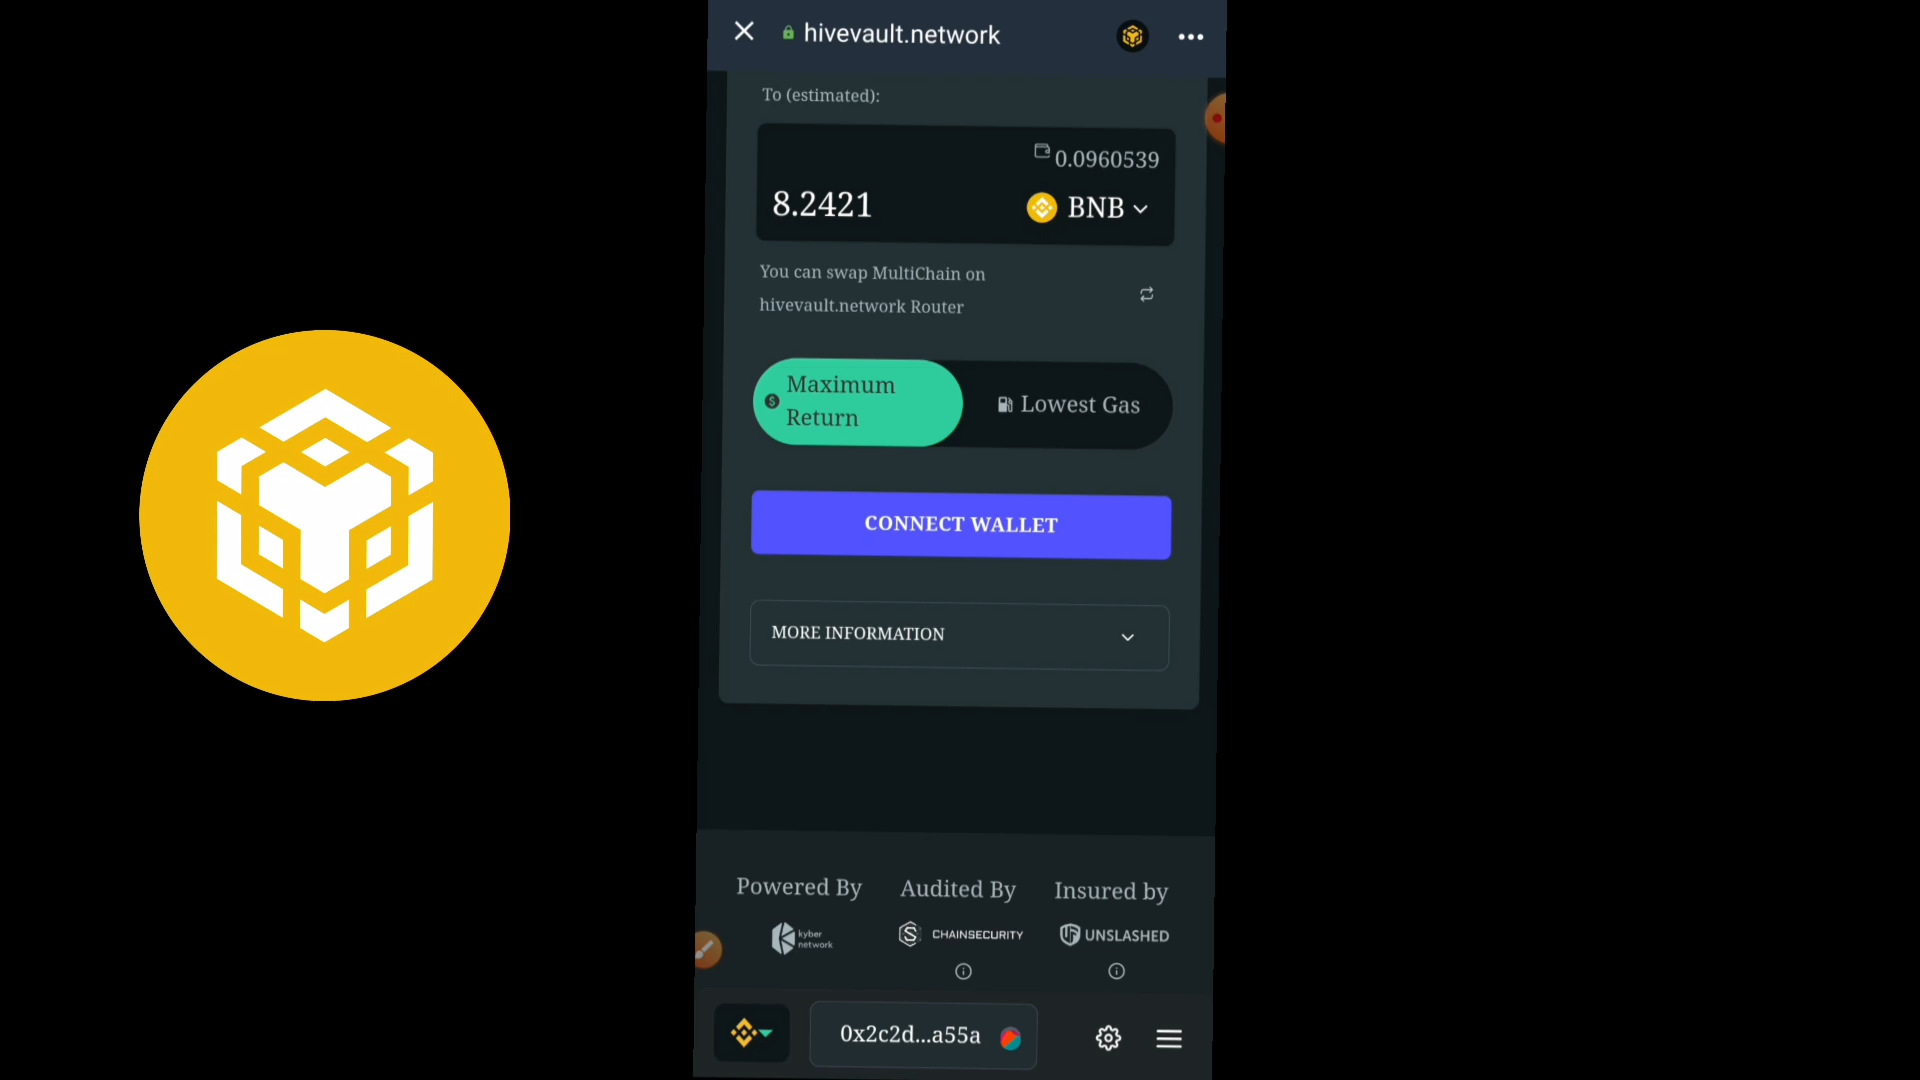 hivevault.network
To (estimated):
0.0960539
8.2421
BNB
You can swap MultiChain on
hivevault.network Router
Maximum
Return
Lowest Gas
CONNECT WALLET
MORE INFORMATION
Powered By
Audited By
Insured by
kyber
network
CHAINSECURITY
UNSLASHED
0x2c2d...a55a